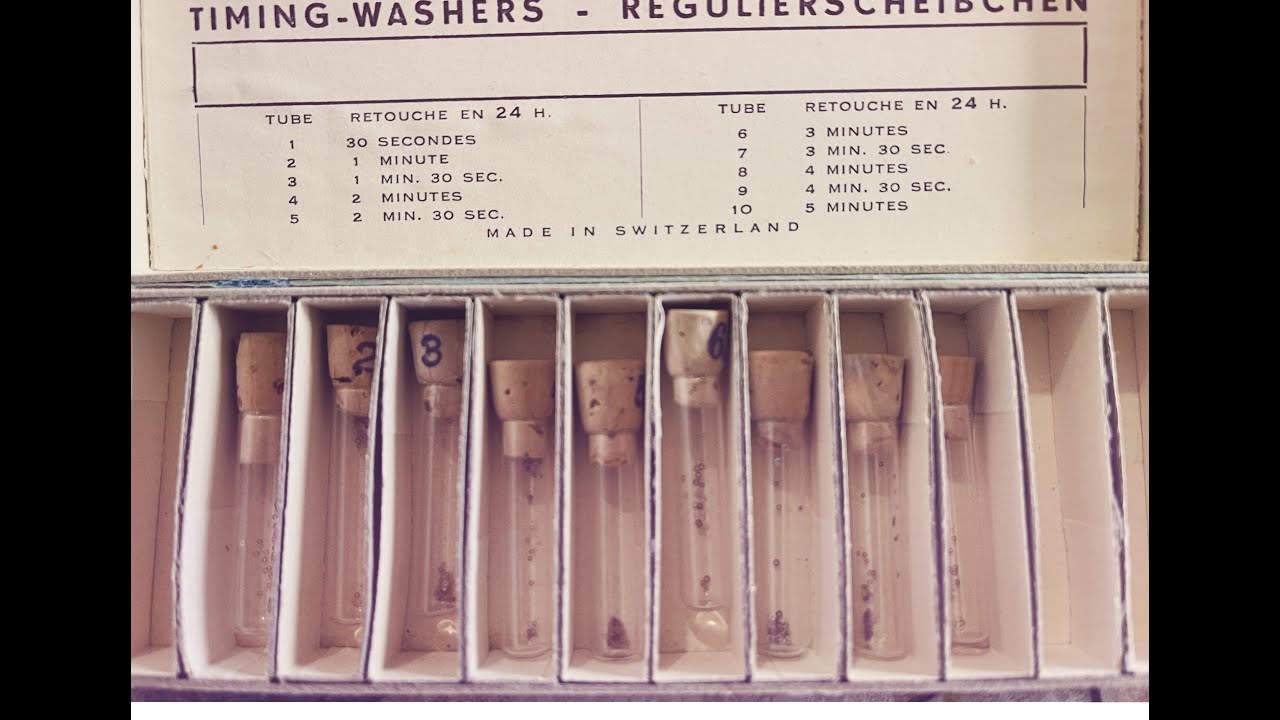 TIMING-WASHERS - REGULIERSCHEIBCHEN
TUBE RETOUCHE EN 24 H.
1 30 SECONDES
2 1 MINUTE
3 1 MIN. 30 SEC.
4 2 MINUTES
5 2 MIN. 30 SEC.
TUBE RETOUCHE EN 24 H.
6 3 MINUTES
7 3 MIN. 30 SEC.
8 4 MINUTES
9 4 MIN. 30 SEC.
10 5 MINUTES
MADE IN SWITZERLAND
2
3
6